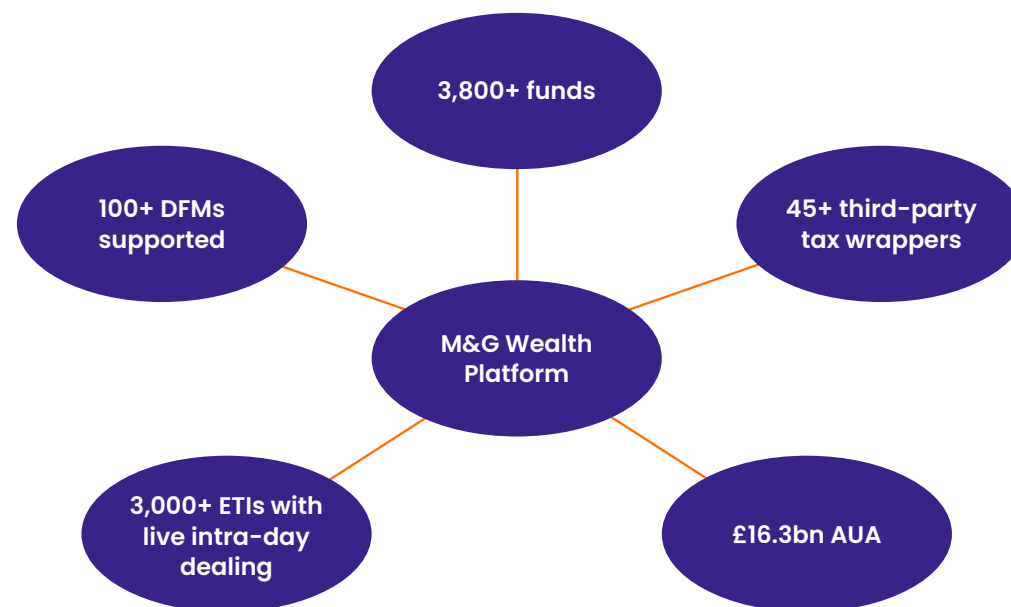 3,800+ funds
100+ DFMs
supported
45+ third-party
tax wrappers
M&G Wealth
Platform
3,000+ ETIs with
live intra-day
dealing
£16.3bn AUA